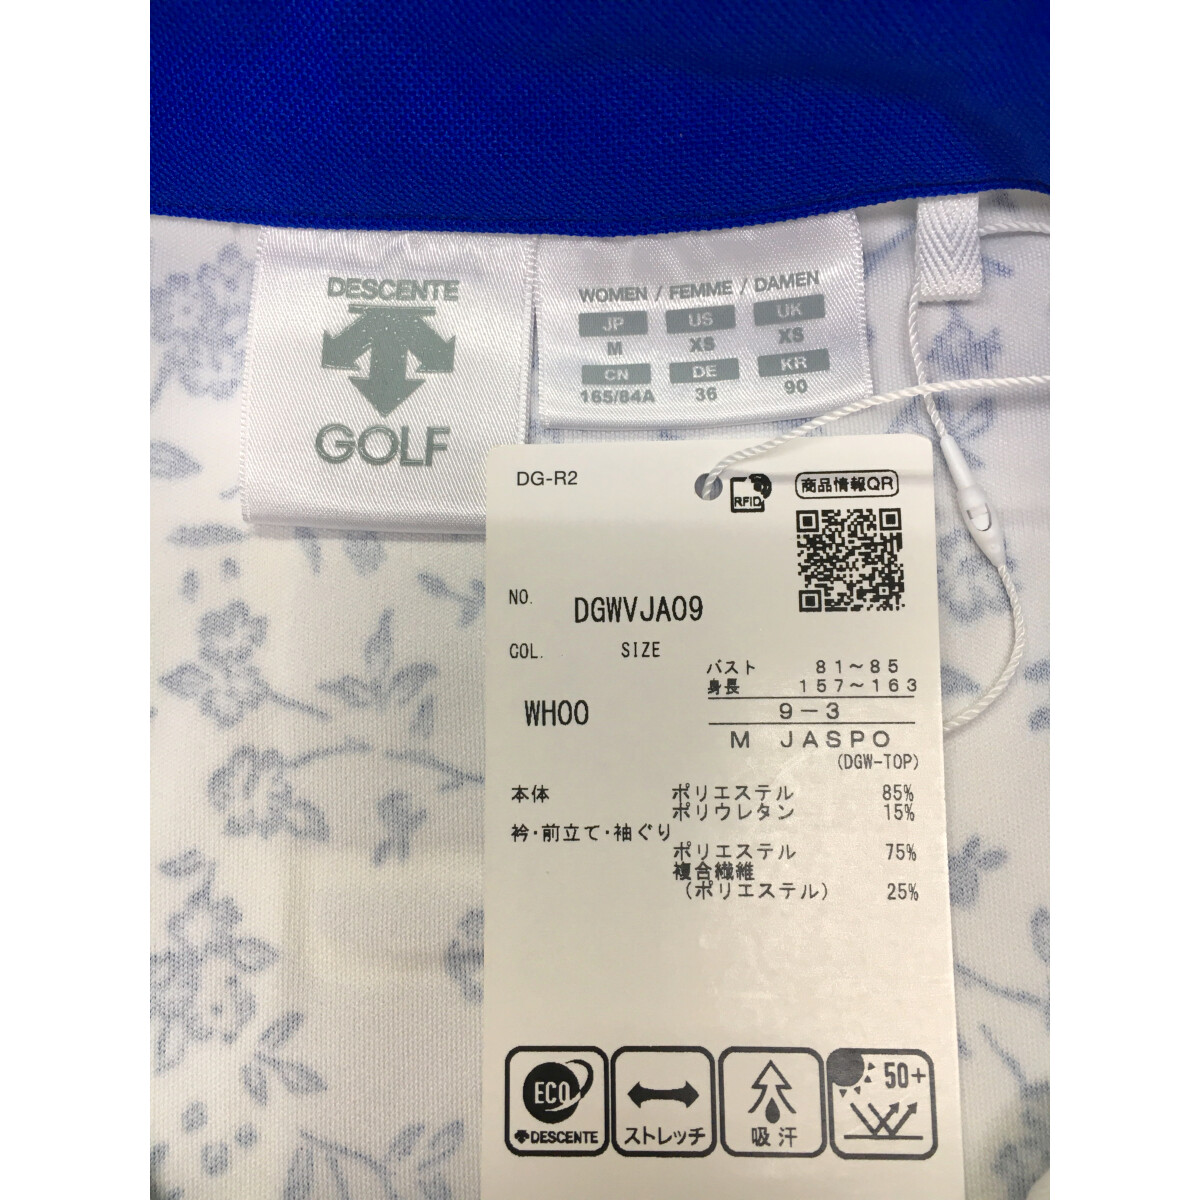 DESCENTE
GOLF
WOMEN / FEMME / DAMEN
JP US UK
M XS XS
CN DE KR
165/84A 36 90
DG-R2
RFID
商品情報QR
NO.
DGWVJA09
COL. SIZE
バスト 81～85
身長 157～163
WH00
9－3
M JASPO
(DGW-TOP)
本体 ポリエステル 85%
ポリウレタン 15%
衿・前立て・袖ぐり
ポリエステル 75%
複合繊維
(ポリエステル) 25%
ECO
DESCENTE
ストレッチ
吸汗
50+